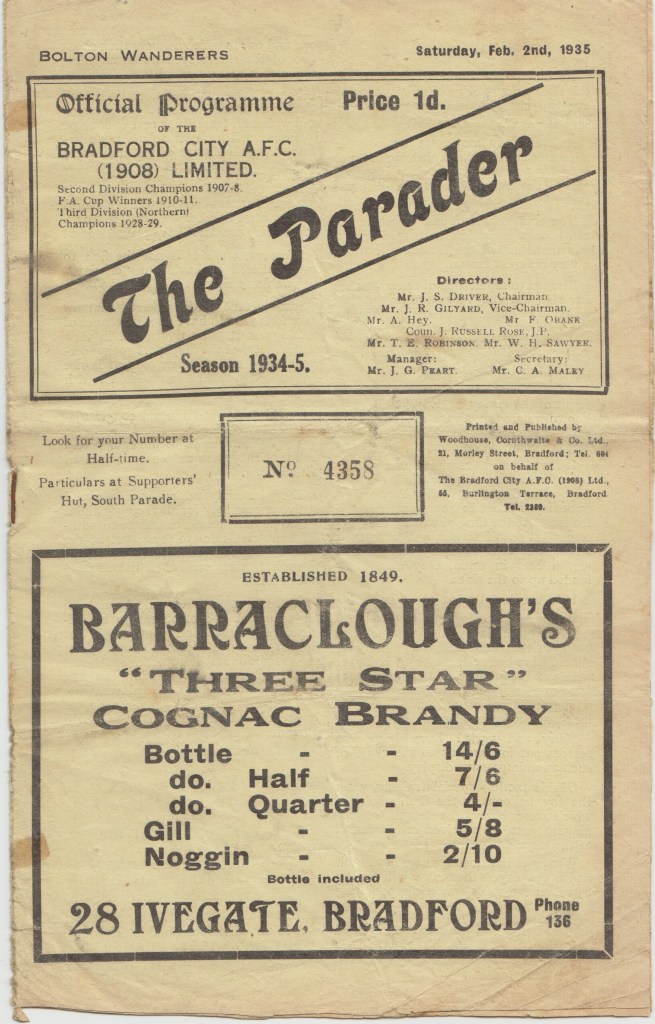 BOLTON WANDERERS
Saturday, Feb. 2nd, 1935
Official Programme
OF THE
BRADFORD CITY A.F.C.
(1908) LIMITED.
Second Division Champions 1907-8.
F.A. Cup Winners 1910-11.
Third Division (Northern)
Champions 1928-29.
Price 1d.
The Parader
Season 1934-5.
Directors :
Mr. J. S. DRIVER, Chairman.
Mr. J. R. GILYARD, Vice-Chairman.
Mr. A. Hey. Mr F. OBANK
Coun. J. RUSSELL ROSE, J.P.
Mr. T. E. ROBINSON. Mr. W. H. SAWYER.
Manager: Secretary:
Mr. J. G. PEART. Mr. C. A. MALEY
Look for your Number at
Half-time.
Particulars at Supporters'
Hut, South Parade.
No 4358
Printed and Published by
Woodhouse, Cornthwaite & Co. Ltd.,
21, Morley Street, Bradford; Tel. 694
on behalf of
The Bradford City A.F.C. (1908) Ltd.,
55, Burlington Terrace, Bradford
Tel. 2280.
ESTABLISHED 1849.
BARRACLOUGH'S
"THREE STAR"
COGNAC BRANDY
Bottle - - 14/6
do. Half - 7/6
do. Quarter - 4/-
Gill - - 5/8
Noggin - - 2/10
Bottle included
28 IVEGATE, BRADFORD Phone 136